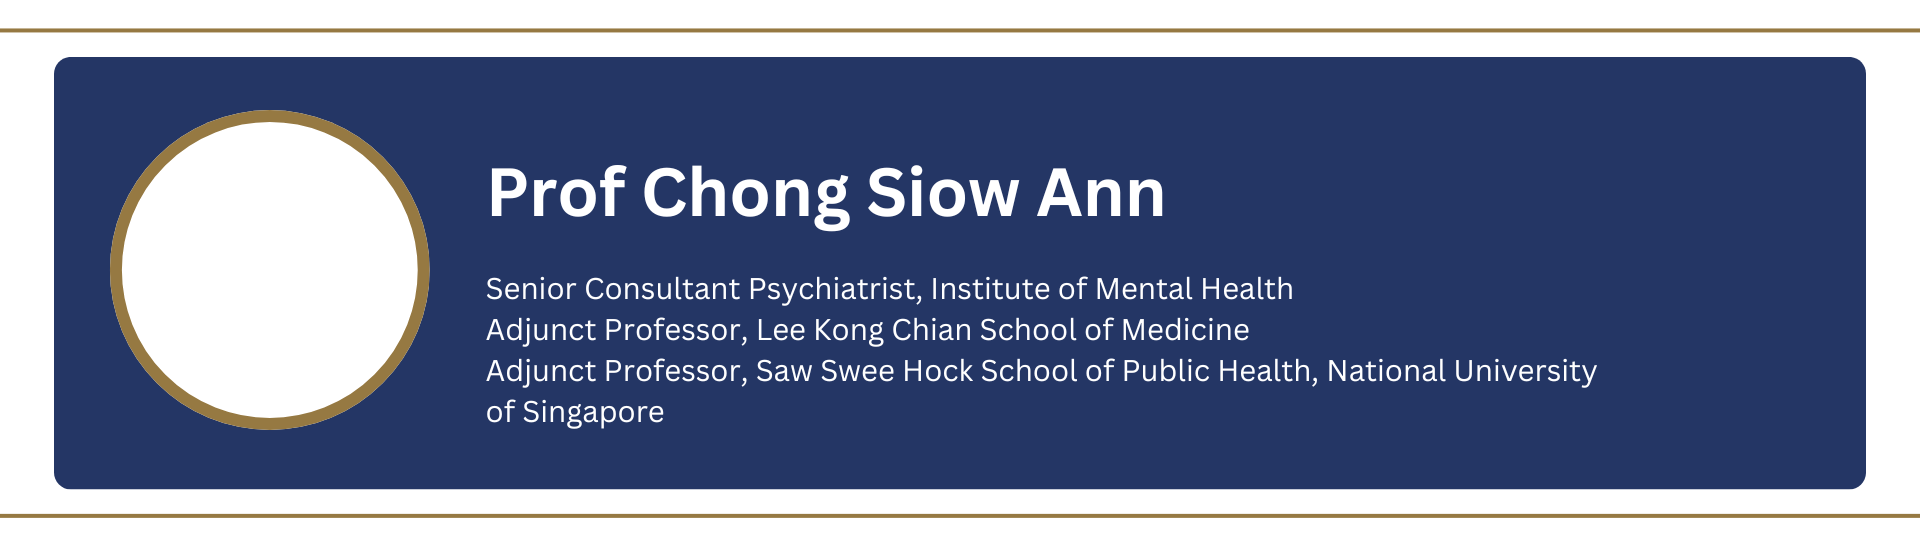 Prof Chong Siow Ann
Senior Consultant Psychiatrist, Institute of Mental Health
Adjunct Professor, Lee Kong Chian School of Medicine
Adjunct Professor, Saw Swee Hock School of Public Health, National University
of Singapore